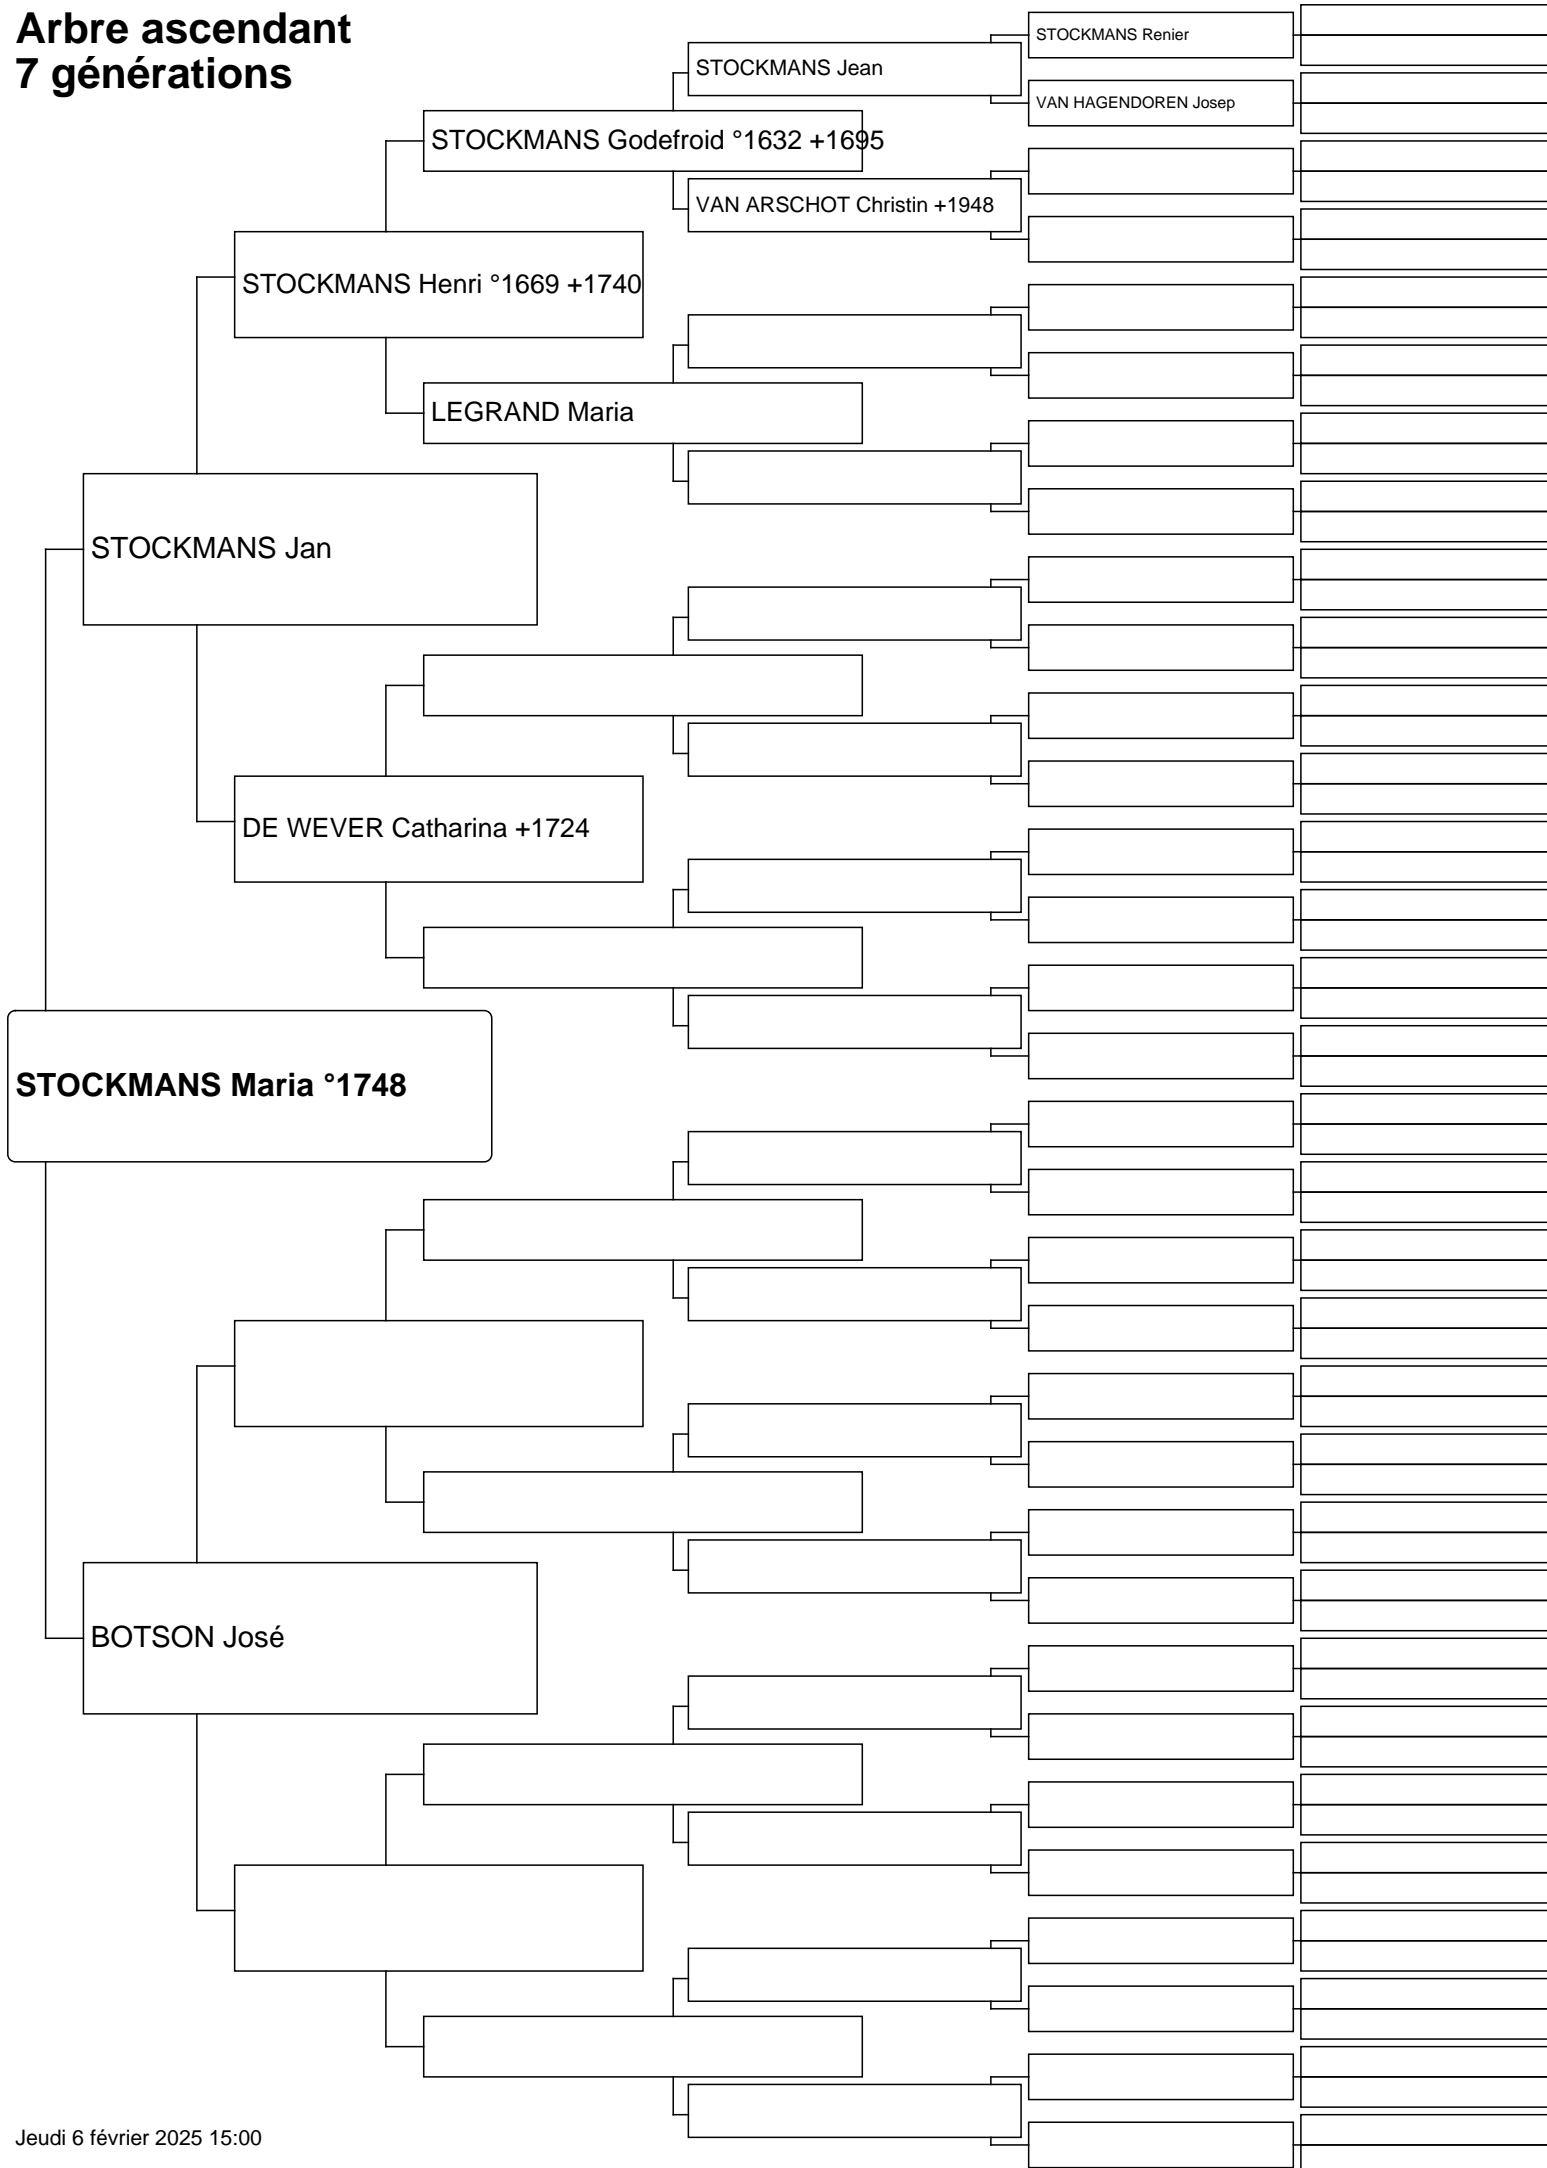 Arbre ascendant
7 générations
STOCKMANS Renier
STOCKMANS Jean
VAN HAGENDOREN Josep
STOCKMANS Godefroid °1632 +1695
VAN ARSCHOT Christin +1948
STOCKMANS Henri °1669 +1740
LEGRAND Maria
STOCKMANS Jan
DE WEVER Catharina +1724
STOCKMANS Maria °1748
BOTSON José
Jeudi 6 février 2025 15:00